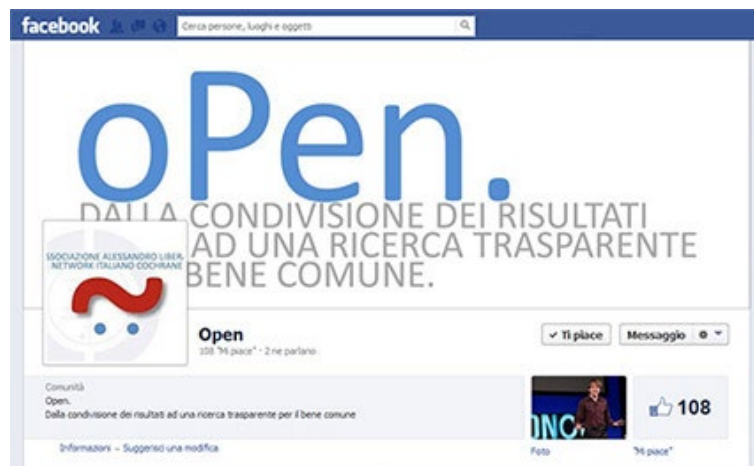 facebook
Cerca persone, luoghi e oggetti
oPen.
DALLA CONDIVISIONE DEI RISULTATI
AD UNA RICERCA TRASPARENTE
BENE COMUNE.
SSOCIAZIONE ALESSANDRO LIBER
NETWORK ITALIANO COCHRANE
Open
108 "Mi piace" · 2 ne parlano
Ti piace
Messaggio
Comunità
Open.
Dalla condivisione dei risultati ad una ricerca trasparente per il bene comune
Informazioni – Suggerisci una modifica
ONC
Foto
108
"Mi piace"